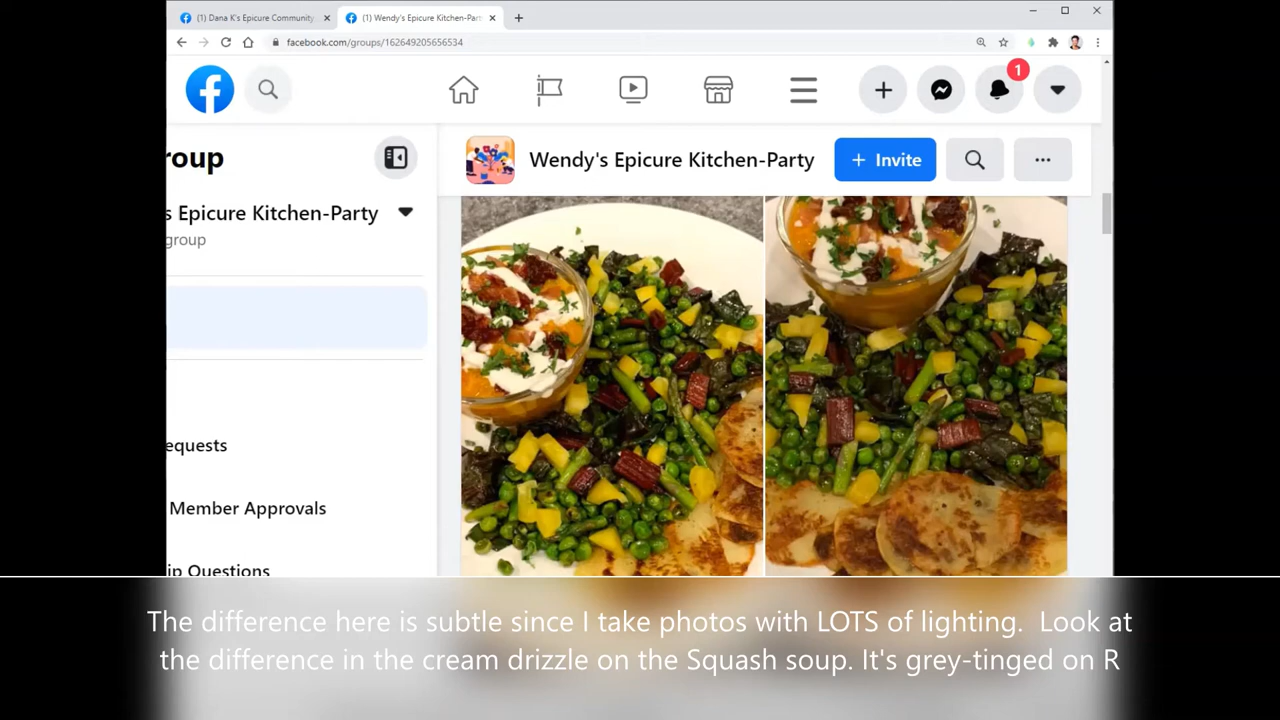 (1) Dana K's Epicure Community
(1) Wendy's Epicure Kitchen-Part
facebook.com/groups/162649205656534
1
roup
Wendy's Epicure Kitchen-Party
+ Invite
s Epicure Kitchen-Party
group
equests
Member Approvals
ip Questions
The difference here is subtle since I take photos with LOTS of lighting. Look at
the difference in the cream drizzle on the Squash soup. It's grey-tinged on R